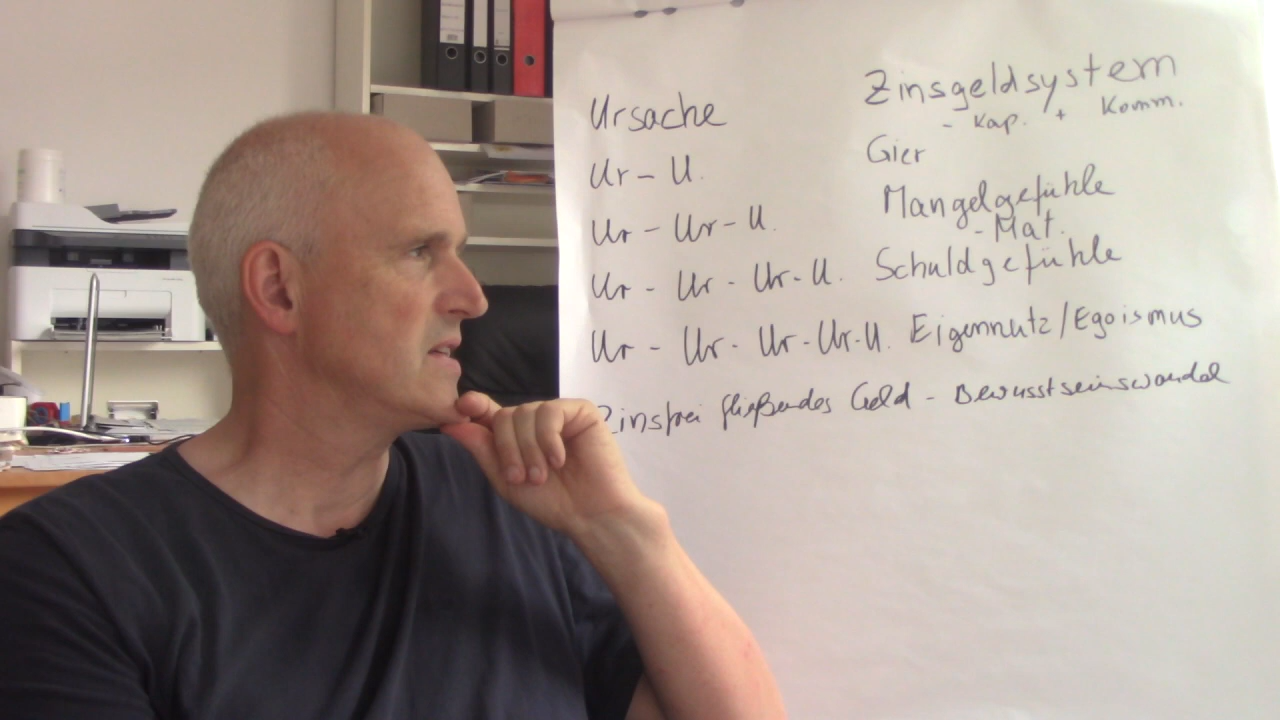 Ursache Zinsgeldsystem
- Kap. + Komm.
Ur - U. Gier
Ur - Ur - U. Mangelgefühle
- Mat.
Ur - Ur - Ur - U. Schuldgefühle
Ur - Ur - Ur - Ur - U. Eigennutz/Egoismus
Zinsfrei fließendes Geld - Bewusstseinswandel